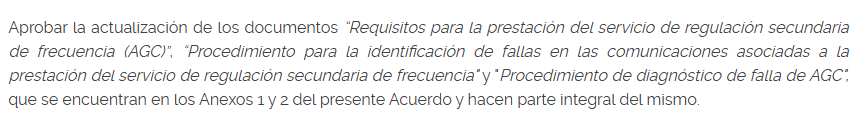 Aprobar la actualización de los documentos “Requisitos para la prestación del servicio de regulación secundaria
de frecuencia (AGC)”, “Procedimiento para la identificación de fallas en las comunicaciones asociadas a la
prestación del servicio de regulación secundaria de frecuencia" y "Procedimiento de diagnóstico de falla de AGC",
que se encuentran en los Anexos 1 y 2 del presente Acuerdo y hacen parte integral del mismo.